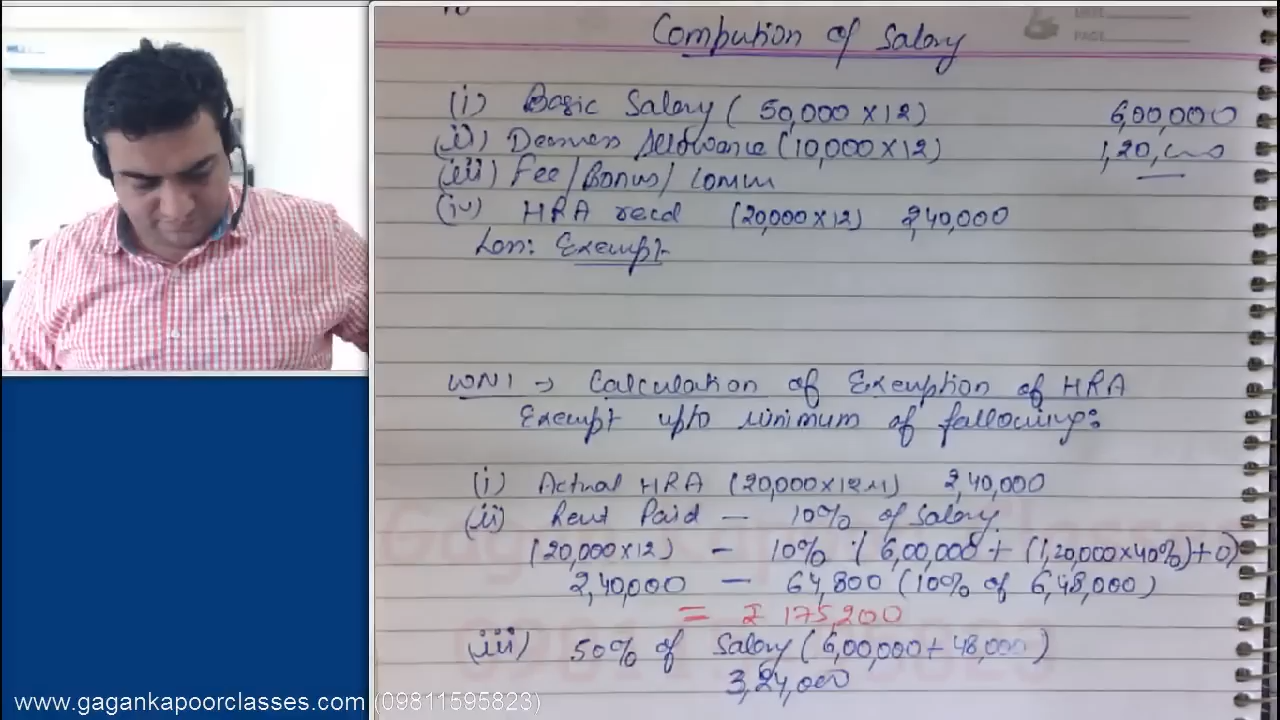 Compution of Salary
DATE
PAGE
(i) Basic Salary (50,000 x 12) 6,00,000
(ii) Dearness Allowance (10,000 x 12) 1,20,000
(iii) Fee/Bonus/Comm
(iv) HRA recd (20,000 x 12) 2,40,000
Less: Exempt
WN1 → Calculation of Exemption of HRA
Exempt upto minimum of following:
(i) Actual HRA (20,000 x 12M) 2,40,000
(ii) Rent Paid — 10% of Salary
(20,000 x 12) — 10% (6,00,000 + (1,20,000 x 40%) + 0)
2,40,000 — 64,800 (10% of 6,48,000)
= ₹ 175,200
(iii) 50% of Salary (6,00,000 + 48,000)
3,24,000
www.gagankapoorclasses.com (09811595823)